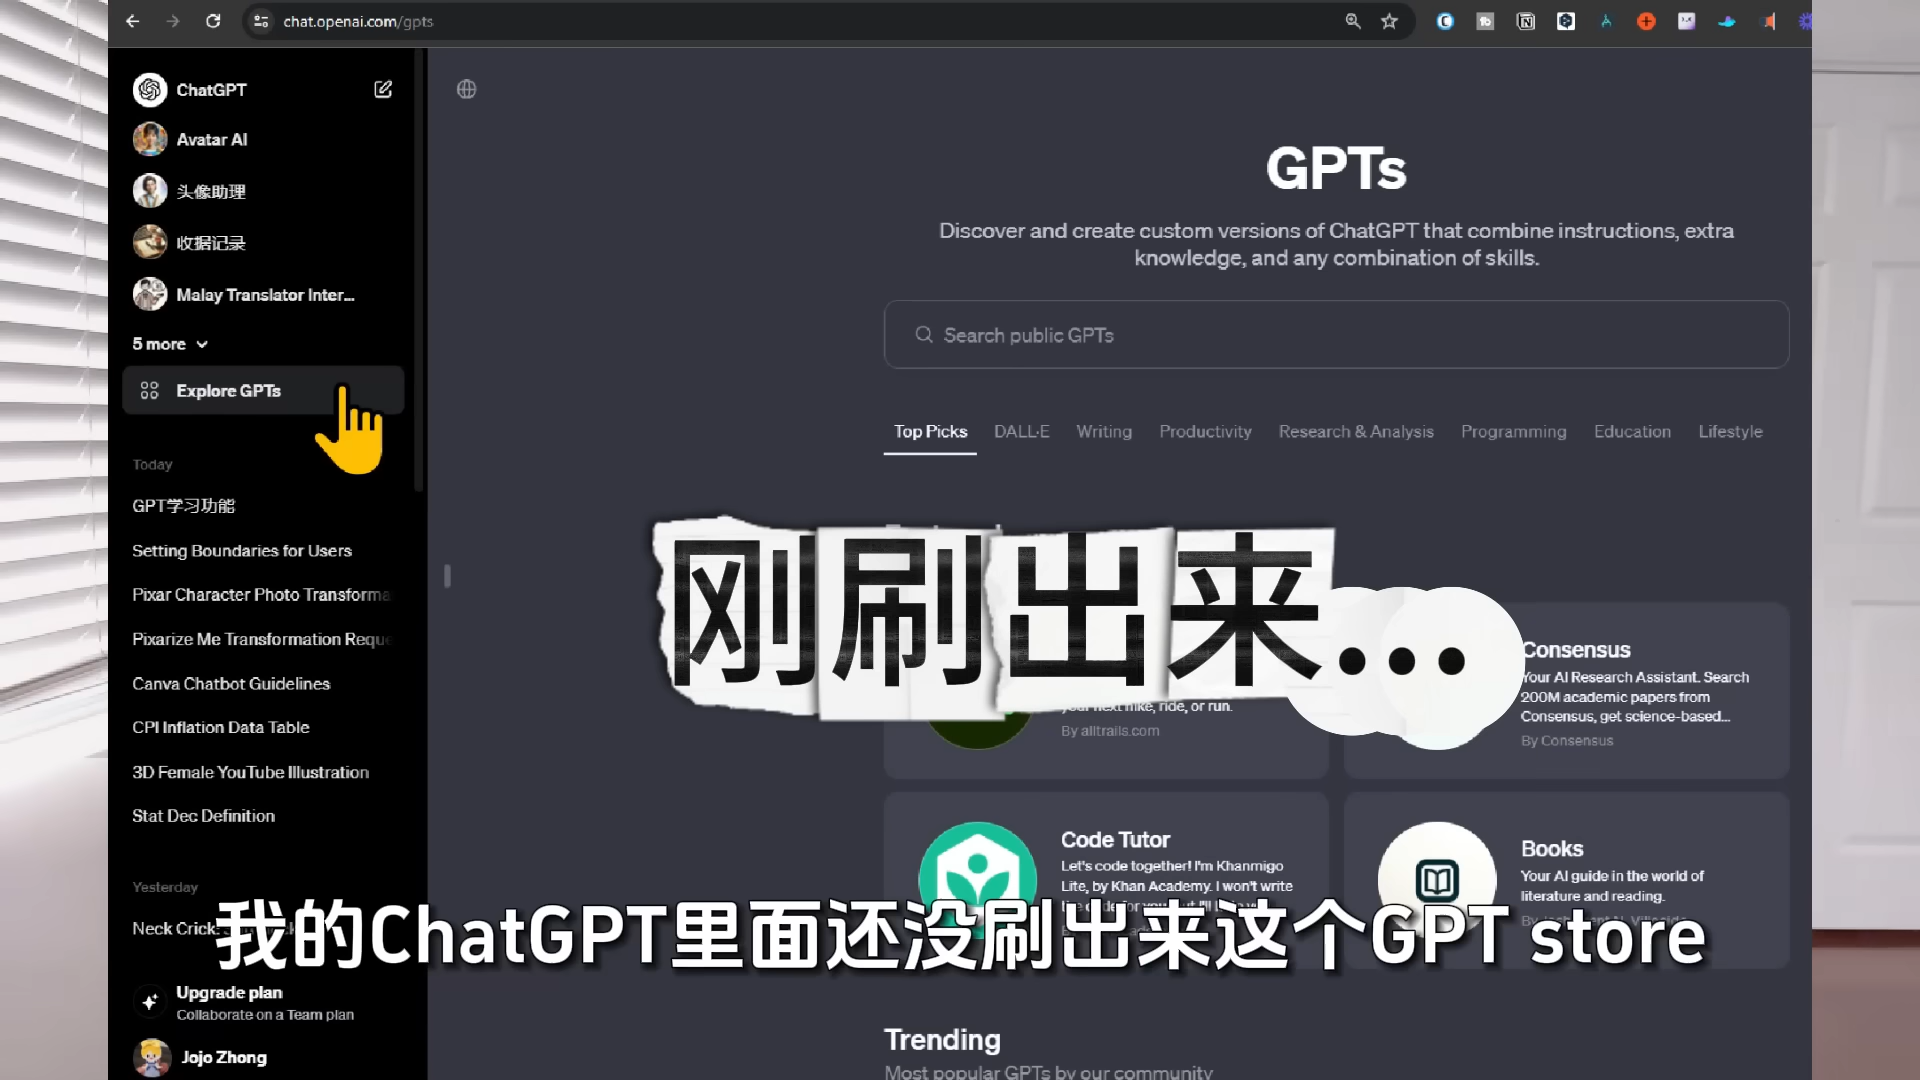 chat.openai.com/gpts
ChatGPT
Avatar AI
头像助理
收据记录
Malay Translator Inter...
5 more
Explore GPTs
Today
GPT学习功能
Setting Boundaries for Users
Pixar Character Photo Transforma
Pixarize Me Transformation Reque
Canva Chatbot Guidelines
CPI Inflation Data Table
3D Female YouTube Illustration
Stat Dec Definition
Yesterday
Neck Crick
Upgrade plan
Collaborate on a Team plan
Jojo Zhong
GPTs
Discover and create custom versions of ChatGPT that combine instructions, extra
knowledge, and any combination of skills.
Search public GPTs
Top Picks DALL·E Writing Productivity Research & Analysis Programming Education Lifestyle
刚刷出来...
your next hike, ride, or run.
By alltrails.com
Consensus
Your AI Research Assistant. Search
200M academic papers from
Consensus, get science-based...
By Consensus
Code Tutor
Let's code together! I'm Khanmigo
Lite, by Khan Academy. I won't write
Books
Your AI guide in the world of
literature and reading.
我的ChatGPT里面还没刷出来这个GPT store
Trending
Most popular GPTs by our community